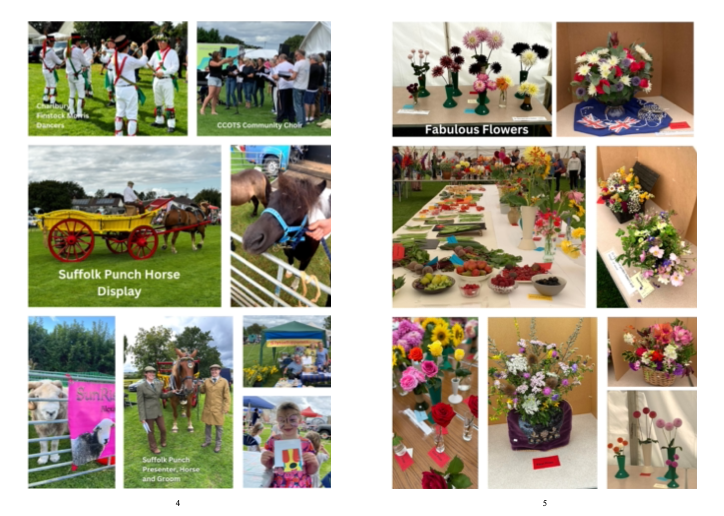 Charlbury
Finstock Morris
Dancers
CCOTS Community Choir
Suffolk Punch Horse
Display
Suffolk Punch
Presenter, Horse
and Groom
4
Fabulous Flowers
5